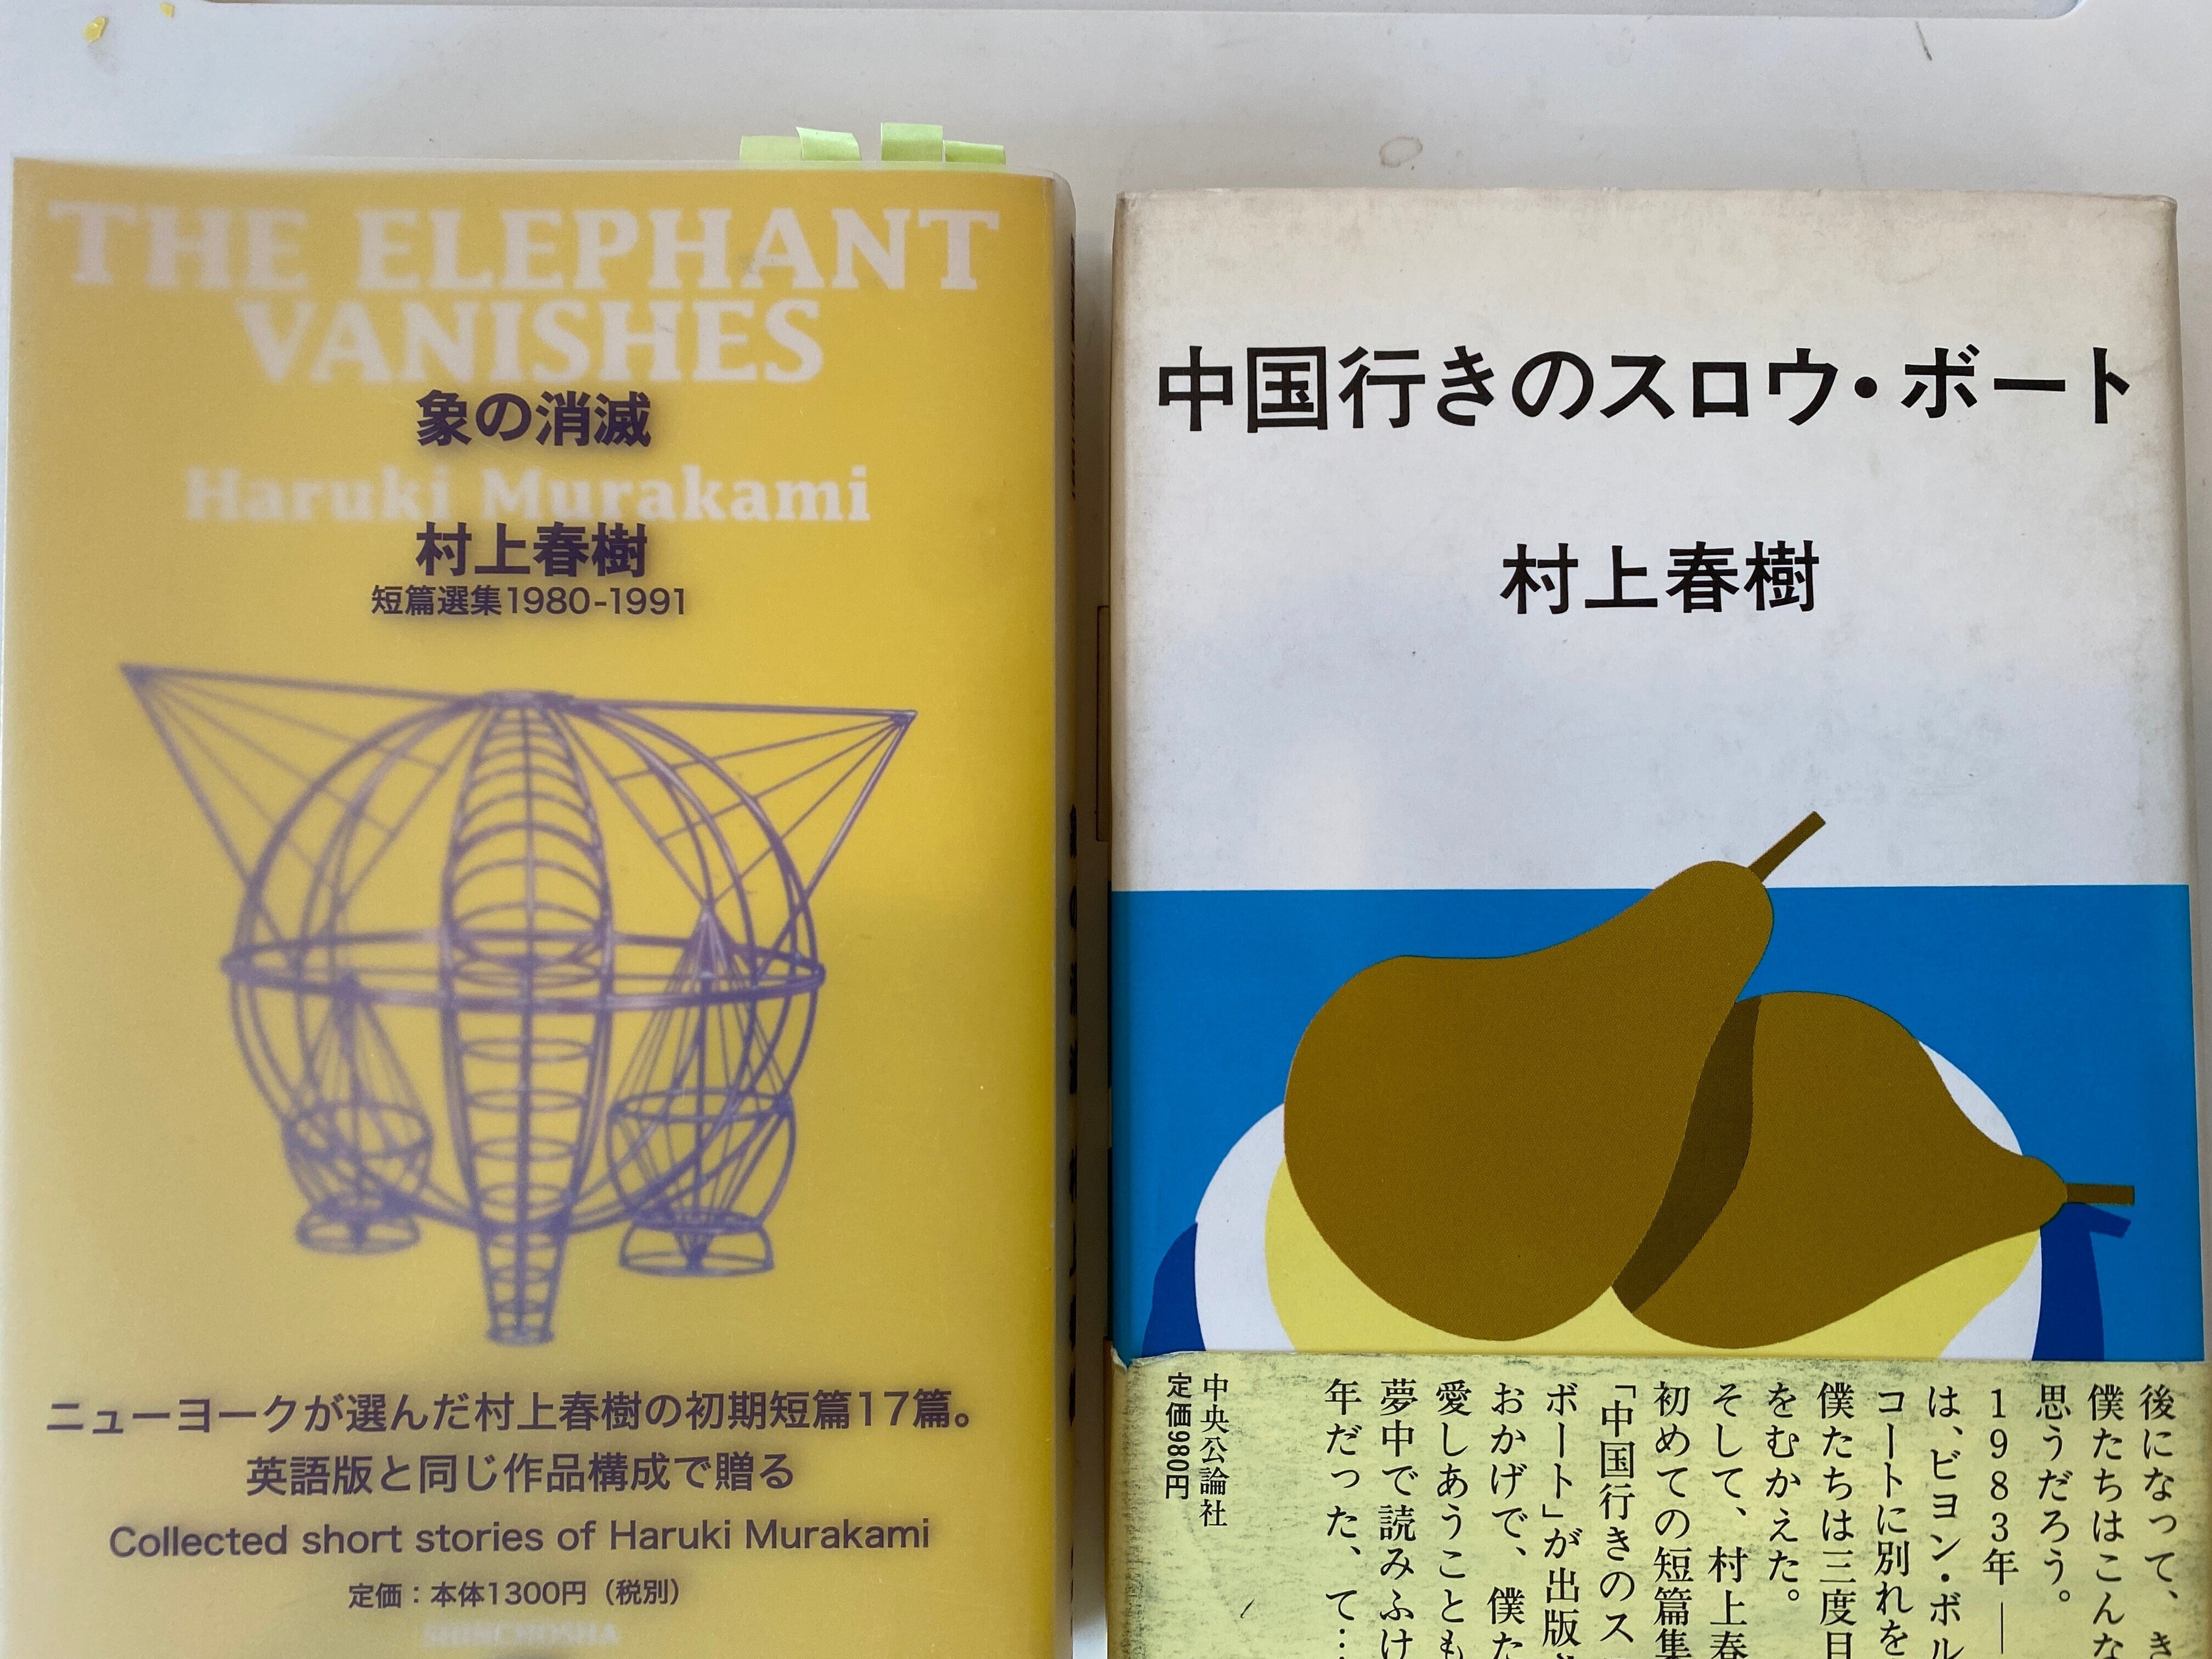 THE ELEPHANT
VANISHES
象の消滅
Haruki Murakami
村上春樹
短篇選集1980-1991
ニューヨークが選んだ村上春樹の初期短篇17篇。
英語版と同じ作品構成で贈る
Collected short stories of Haruki Murakami
定価：本体1300円（税別）
SHINCHOSHA
中国行きのスロウ・ボート
村上春樹
後になって、き
僕たちはこんな
思うだろう。
1983年——
は、ビヨン・ボル
コートに別れを
僕たちは三度目
をむかえた。
そして、村上春
初めての短篇集
「中国行きのス
ボート」が出版
おかげで、僕た
愛しあうことも
夢中で読みふけ
年だった、て…
中央公論社
定価980円